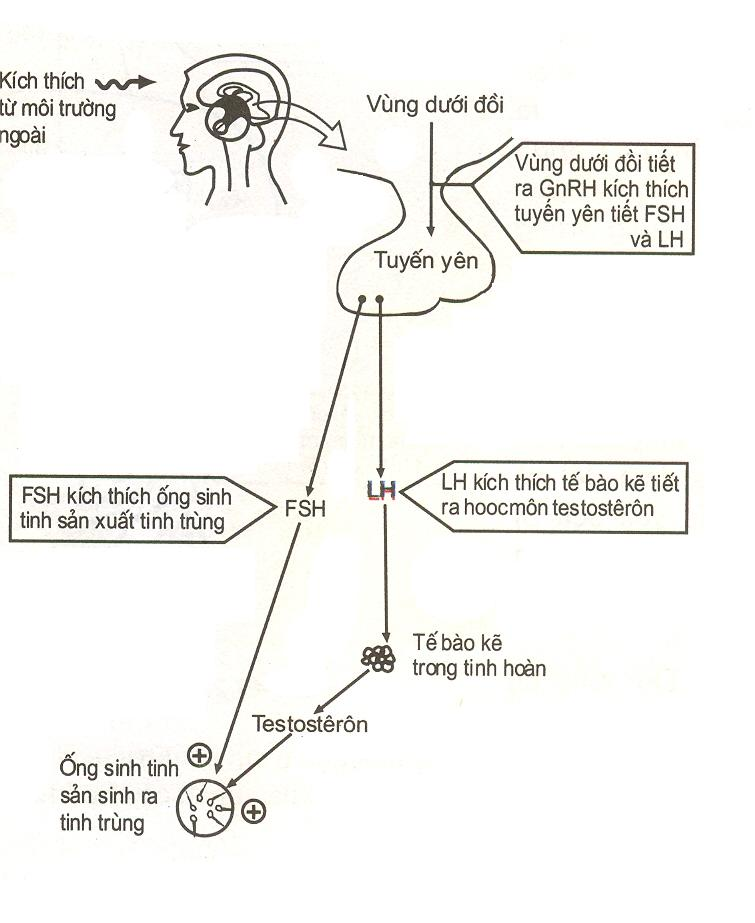 Kích thích
từ môi trường
ngoài
Vùng dưới đồi
Vùng dưới đồi tiết
ra GnRH kích thích
tuyến yên tiết FSH
và LH
Tuyến yên
FSH kích thích ống sinh
tinh sản xuất tinh trùng
FSH
LH
LH kích thích tế bào kẽ tiết
ra hoocmôn testostêrôn
Tế bào kẽ
trong tinh hoàn
Testostêrôn
Ống sinh tinh
sản sinh ra
tinh trùng